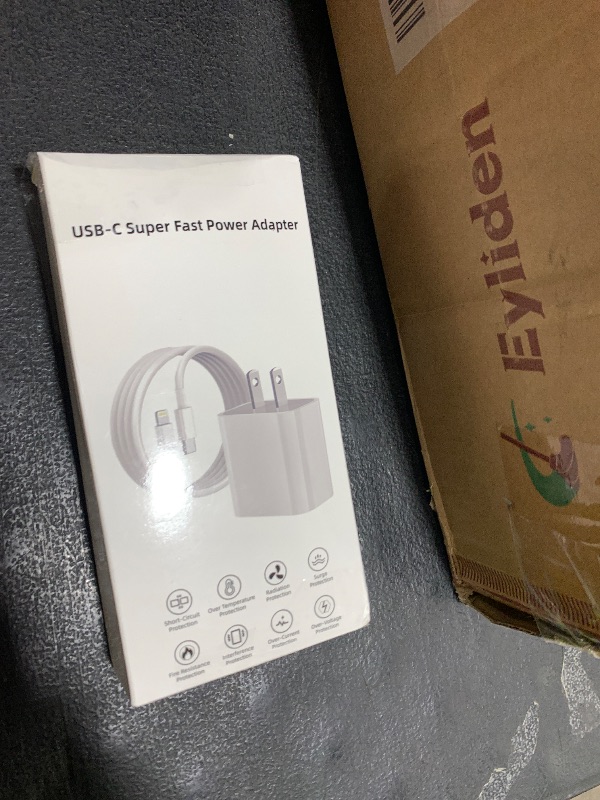 USB-C Super Fast Power Adapter
Short-Circuit
Protection
Over Temperature
Protection
Radiation
Protection
Surge
Protection
Fire Resistance
Protection
Interference
Protection
Over-Current
Protection
Over-Voltage
Protection
Eyliden